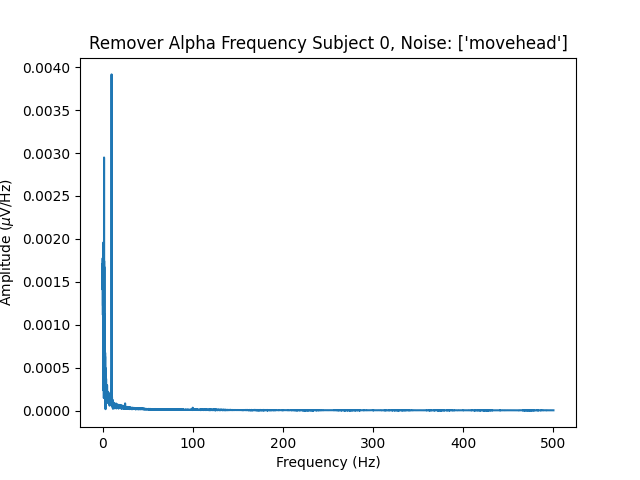 Remover Alpha Frequency Subject 0, Noise: ['movehead']
0.0040
0.0035
0.0030
0.0025
0.0020
0.0015
0.0010
0.0005
0.0000
Amplitude (μV/Hz)
0 100 200 300 400 500
Frequency (Hz)